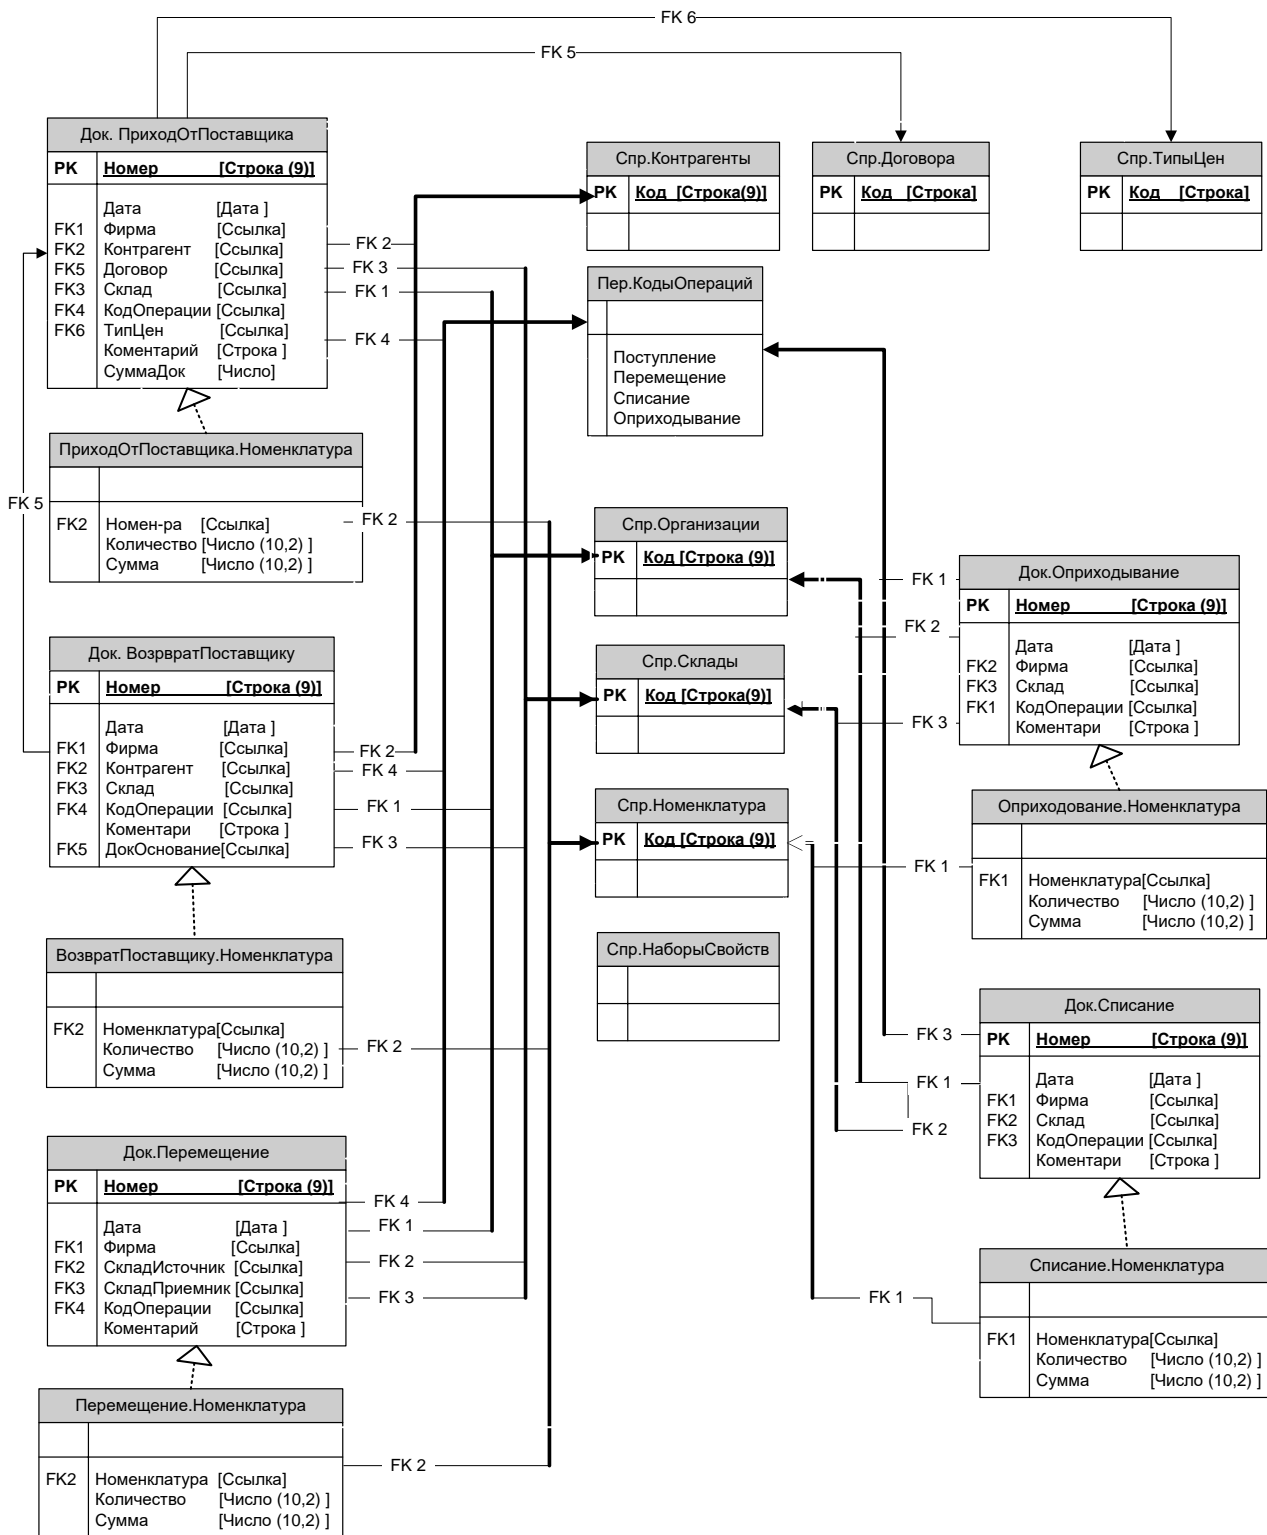 FK 6
FK 5
Док. ПриходОтПоставщика
PK Номер [Строка (9)]
Дата [Дата ]
FK1 Фирма [Ссылка]
FK2 Контрагент [Ссылка]
FK5 Договор [Ссылка]
FK3 Склад [Ссылка]
FK4 КодОперации [Ссылка]
FK6 ТипЦен [Ссылка]
Коментарий [Строка ]
СуммаДок [Число]
FK 2
FK 3
FK 1
FK 4
Спр.Контрагенты
PK Код [Строка(9)]
Спр.Договора
PK Код [Строка]
Спр.ТипыЦен
PK Код [Строка]
Пер.КодыОпераций
Поступление
Перемещение
Списание
Оприходывание
ПриходОтПоставщика.Номенклатура
FK2 Номен-ра [Ссылка]
Количество [Число (10,2) ]
Сумма [Число (10,2) ]
FK 5
FK 2
Спр.Организации
PK Код [Строка (9)]
FK 1
FK 2
FK 3
Док.Оприходывание
PK Номер [Строка (9)]
Дата [Дата ]
FK2 Фирма [Ссылка]
FK3 Склад [Ссылка]
FK1 КодОперации [Ссылка]
Коментари [Строка ]
Док. ВозрвратПоставщику
PK Номер [Строка (9)]
Дата [Дата ]
FK1 Фирма [Ссылка]
FK2 Контрагент [Ссылка]
FK3 Склад [Ссылка]
FK4 КодОперации [Ссылка]
Коментари [Строка ]
FK5 ДокОснование[Ссылка]
FK 2
FK 4
FK 1
FK 3
Спр.Склады
PK Код [Строка(9)]
Спр.Номенклатура
PK Код [Строка (9)]
Оприходование.Номенклатура
FK 1
FK1 Номенклатура[Ссылка]
Количество [Число (10,2) ]
Сумма [Число (10,2) ]
ВозвратПоставщику.Номенклатура
FK2 Номенклатура[Ссылка]
Количество [Число (10,2) ]
Сумма [Число (10,2) ]
FK 2
Спр.НаборыСвойств
FK 3
FK 1
FK 2
Док.Списание
PK Номер [Строка (9)]
Дата [Дата ]
FK1 Фирма [Ссылка]
FK2 Склад [Ссылка]
FK3 КодОперации [Ссылка]
Коментари [Строка ]
Док.Перемещение
PK Номер [Строка (9)]
Дата [Дата ]
FK1 Фирма [Ссылка]
FK2 СкладИсточник [Ссылка]
FK3 СкладПриемник [Ссылка]
FK4 КодОперации [Ссылка]
Коментарий [Строка ]
FK 4
FK 1
FK 2
FK 3
FK 1
Списание.Номенклатура
FK1 Номенклатура[Ссылка]
Количество [Число (10,2) ]
Сумма [Число (10,2) ]
Перемещение.Номенклатура
FK2 Номенклатура [Ссылка]
Количество [Число (10,2) ]
Сумма [Число (10,2) ]
FK 2